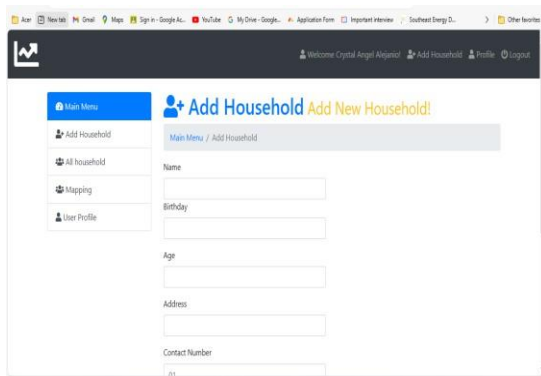 Acer New tab Gmail Maps Sign in - Google Ac... YouTube My Drive - Google... Application Form Important interview Southeast Energy D... Other favorites
Welcome Crystal Angel Alejanio! Add Household Profile Logout
Main Menu
Add Household
All household
Mapping
User Profile
Add Household Add New Household!
Main Menu / Add Household
Name
Birthday
Age
Address
Contact Number